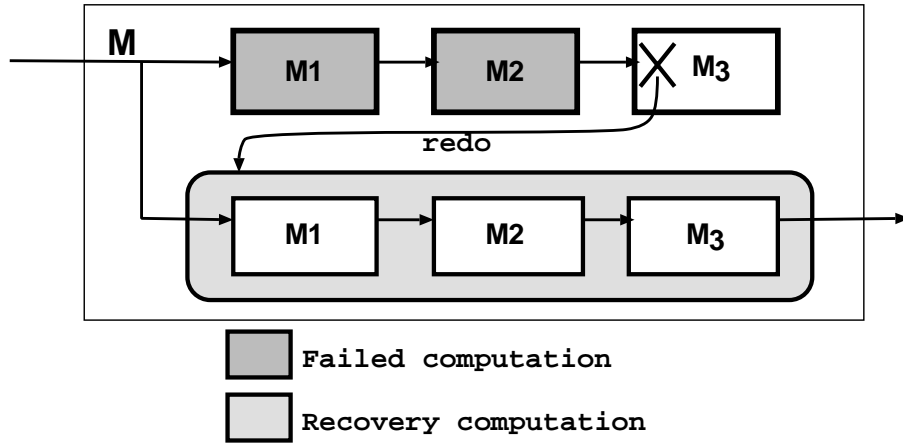 M
M1 M2 M3
redo
M1 M2 M3
Failed computation
Recovery computation